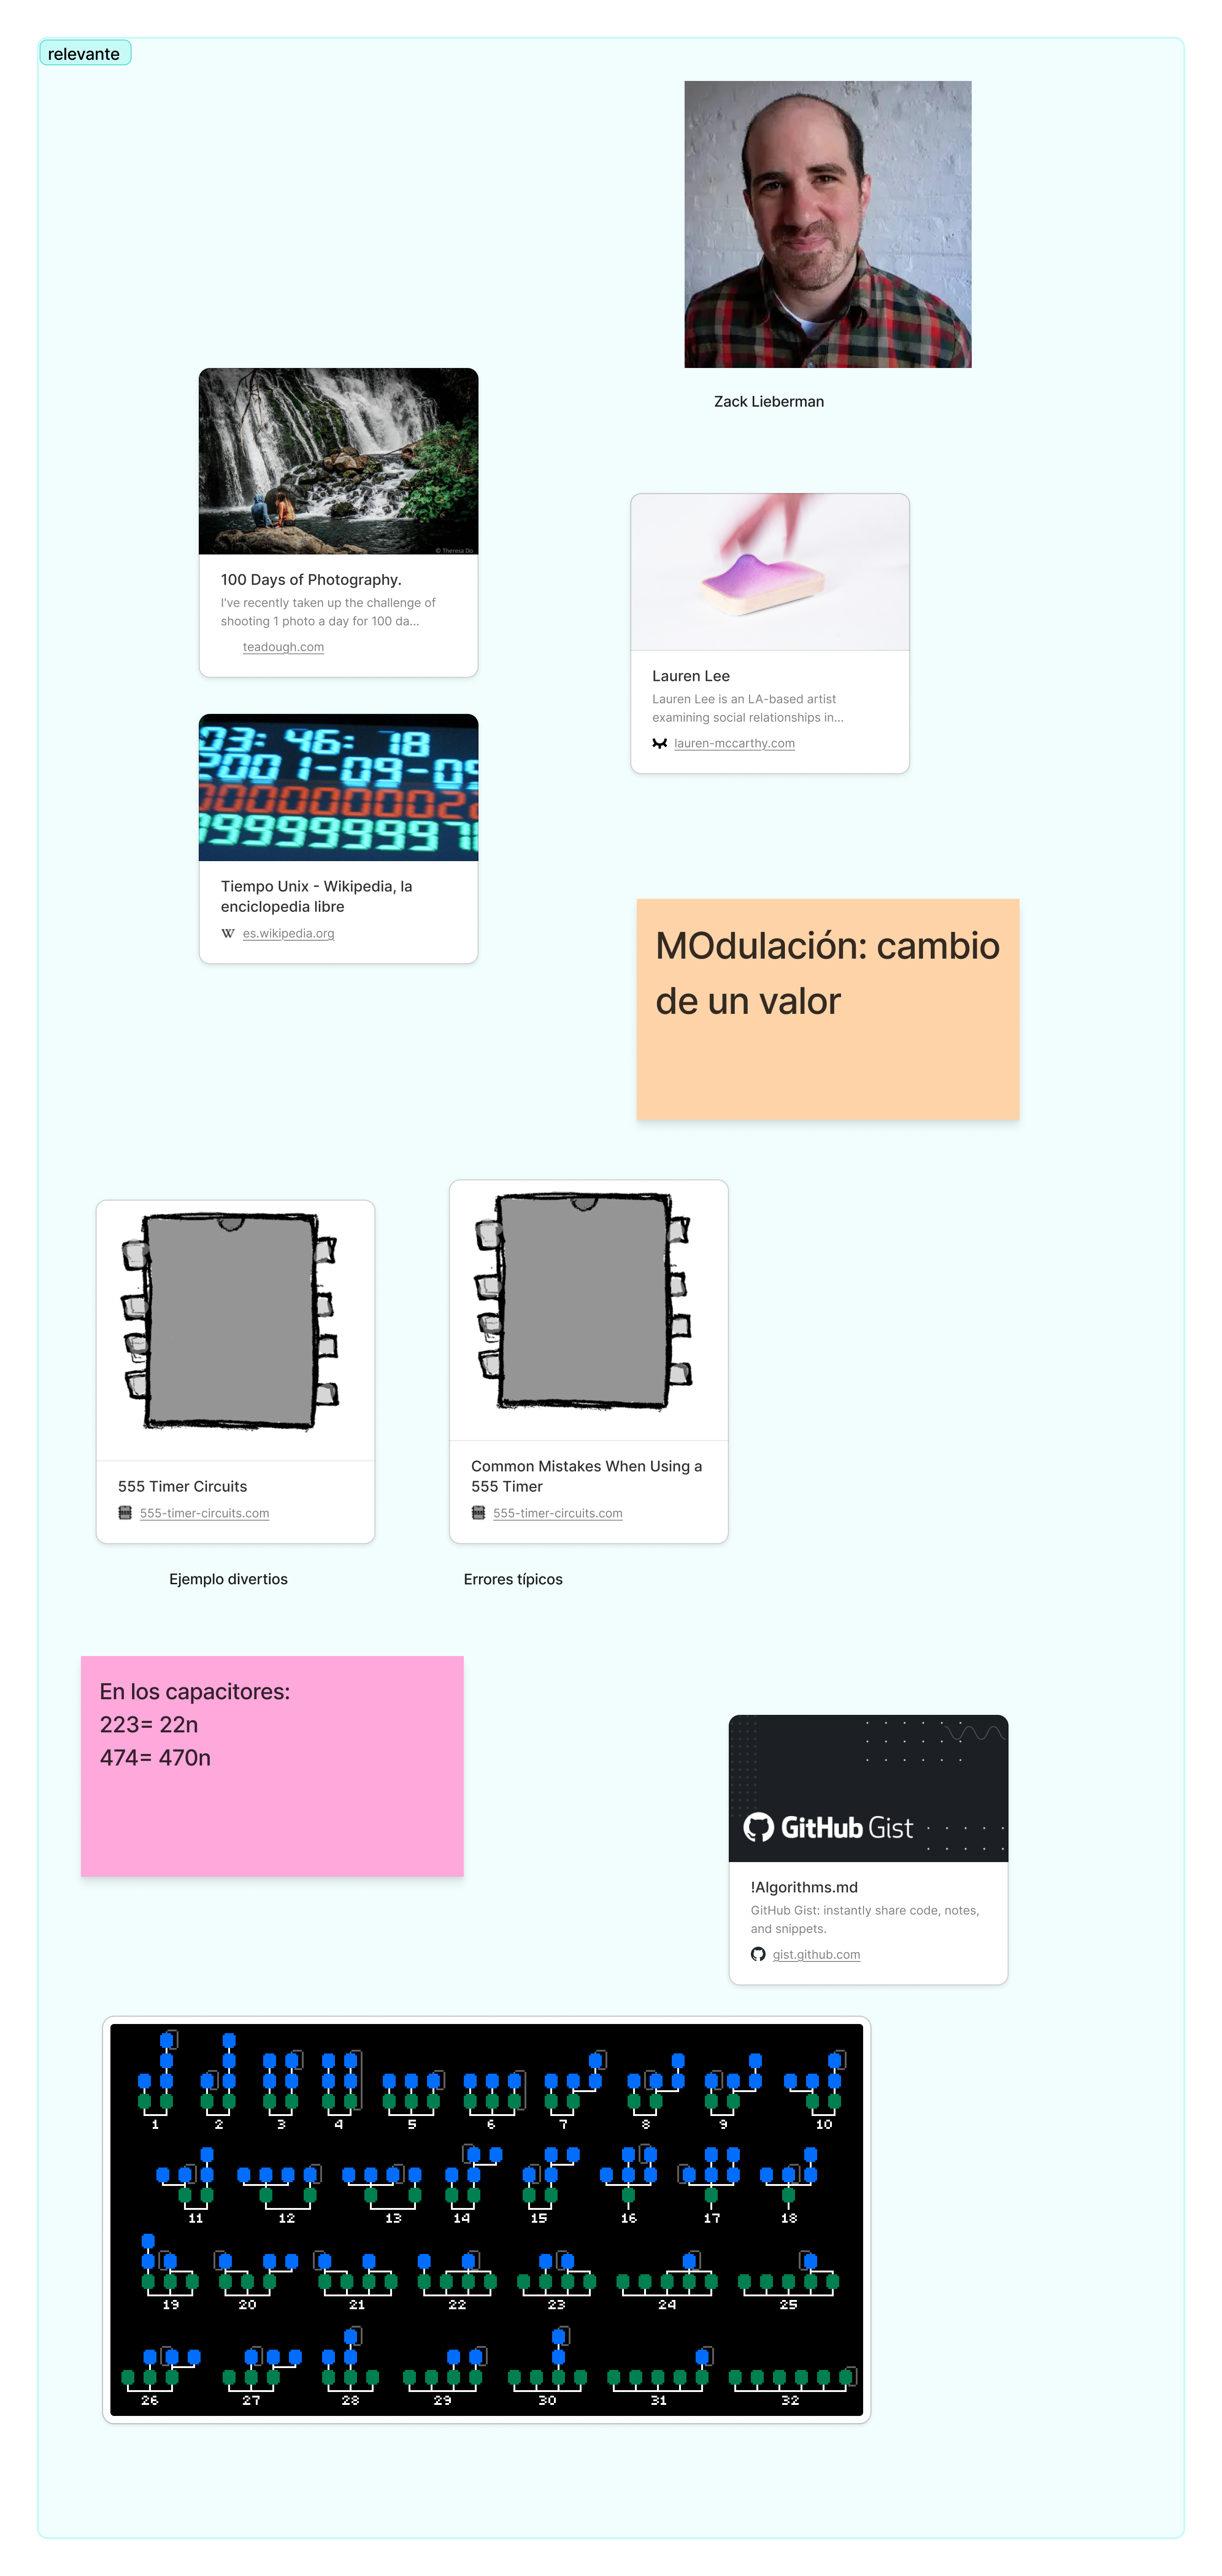 relevante
Zack Lieberman
© Theresa Do
100 Days of Photography.
I've recently taken up the challenge of
shooting 1 photo a day for 100 da...
teadough.com
Lauren Lee
Lauren Lee is an LA-based artist
examining social relationships in...
lauren-mccarthy.com
03: 46: 18
2001-09-09
Tiempo Unix - Wikipedia, la
enciclopedia libre
W es.wikipedia.org
MOdulación: cambio
de un valor
555 Timer Circuits
555-timer-circuits.com
Common Mistakes When Using a
555 Timer
555-timer-circuits.com
Ejemplo divertios
Errores típicos
En los capacitores:
223= 22n
474= 470n
GitHub Gist
!Algorithms.md
GitHub Gist: instantly share code, notes,
and snippets.
gist.github.com
1 2 3 4 5 6 7 8 9 10
11 12 13 14 15 16 17 18
19 20 21 22 23 24 25
26 27 28 29 30 31 32